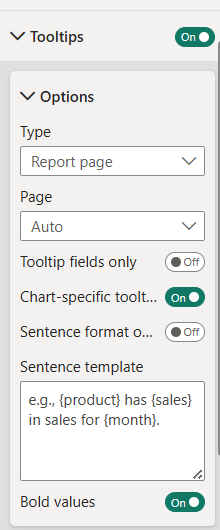 Tooltips
On
Options
Type
Report page
Page
Auto
Tooltip fields only
Off
Chart-specific toolt...
On
Sentence format o...
Off
Sentence template
e.g., {product} has {sales}
in sales for {month}.
Bold values
On